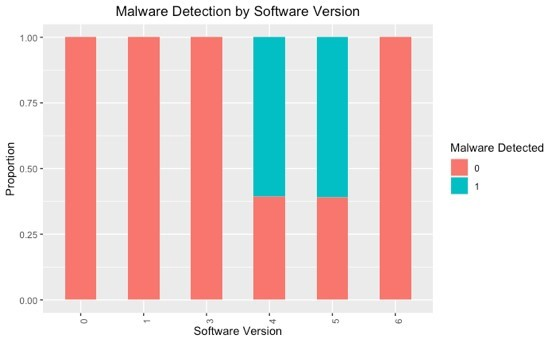 Malware Detection by Software Version
Proportion
1.00
0.75
0.50
0.25
0.00
0 1 3 4 5 6
Software Version
Malware Detected
0
1